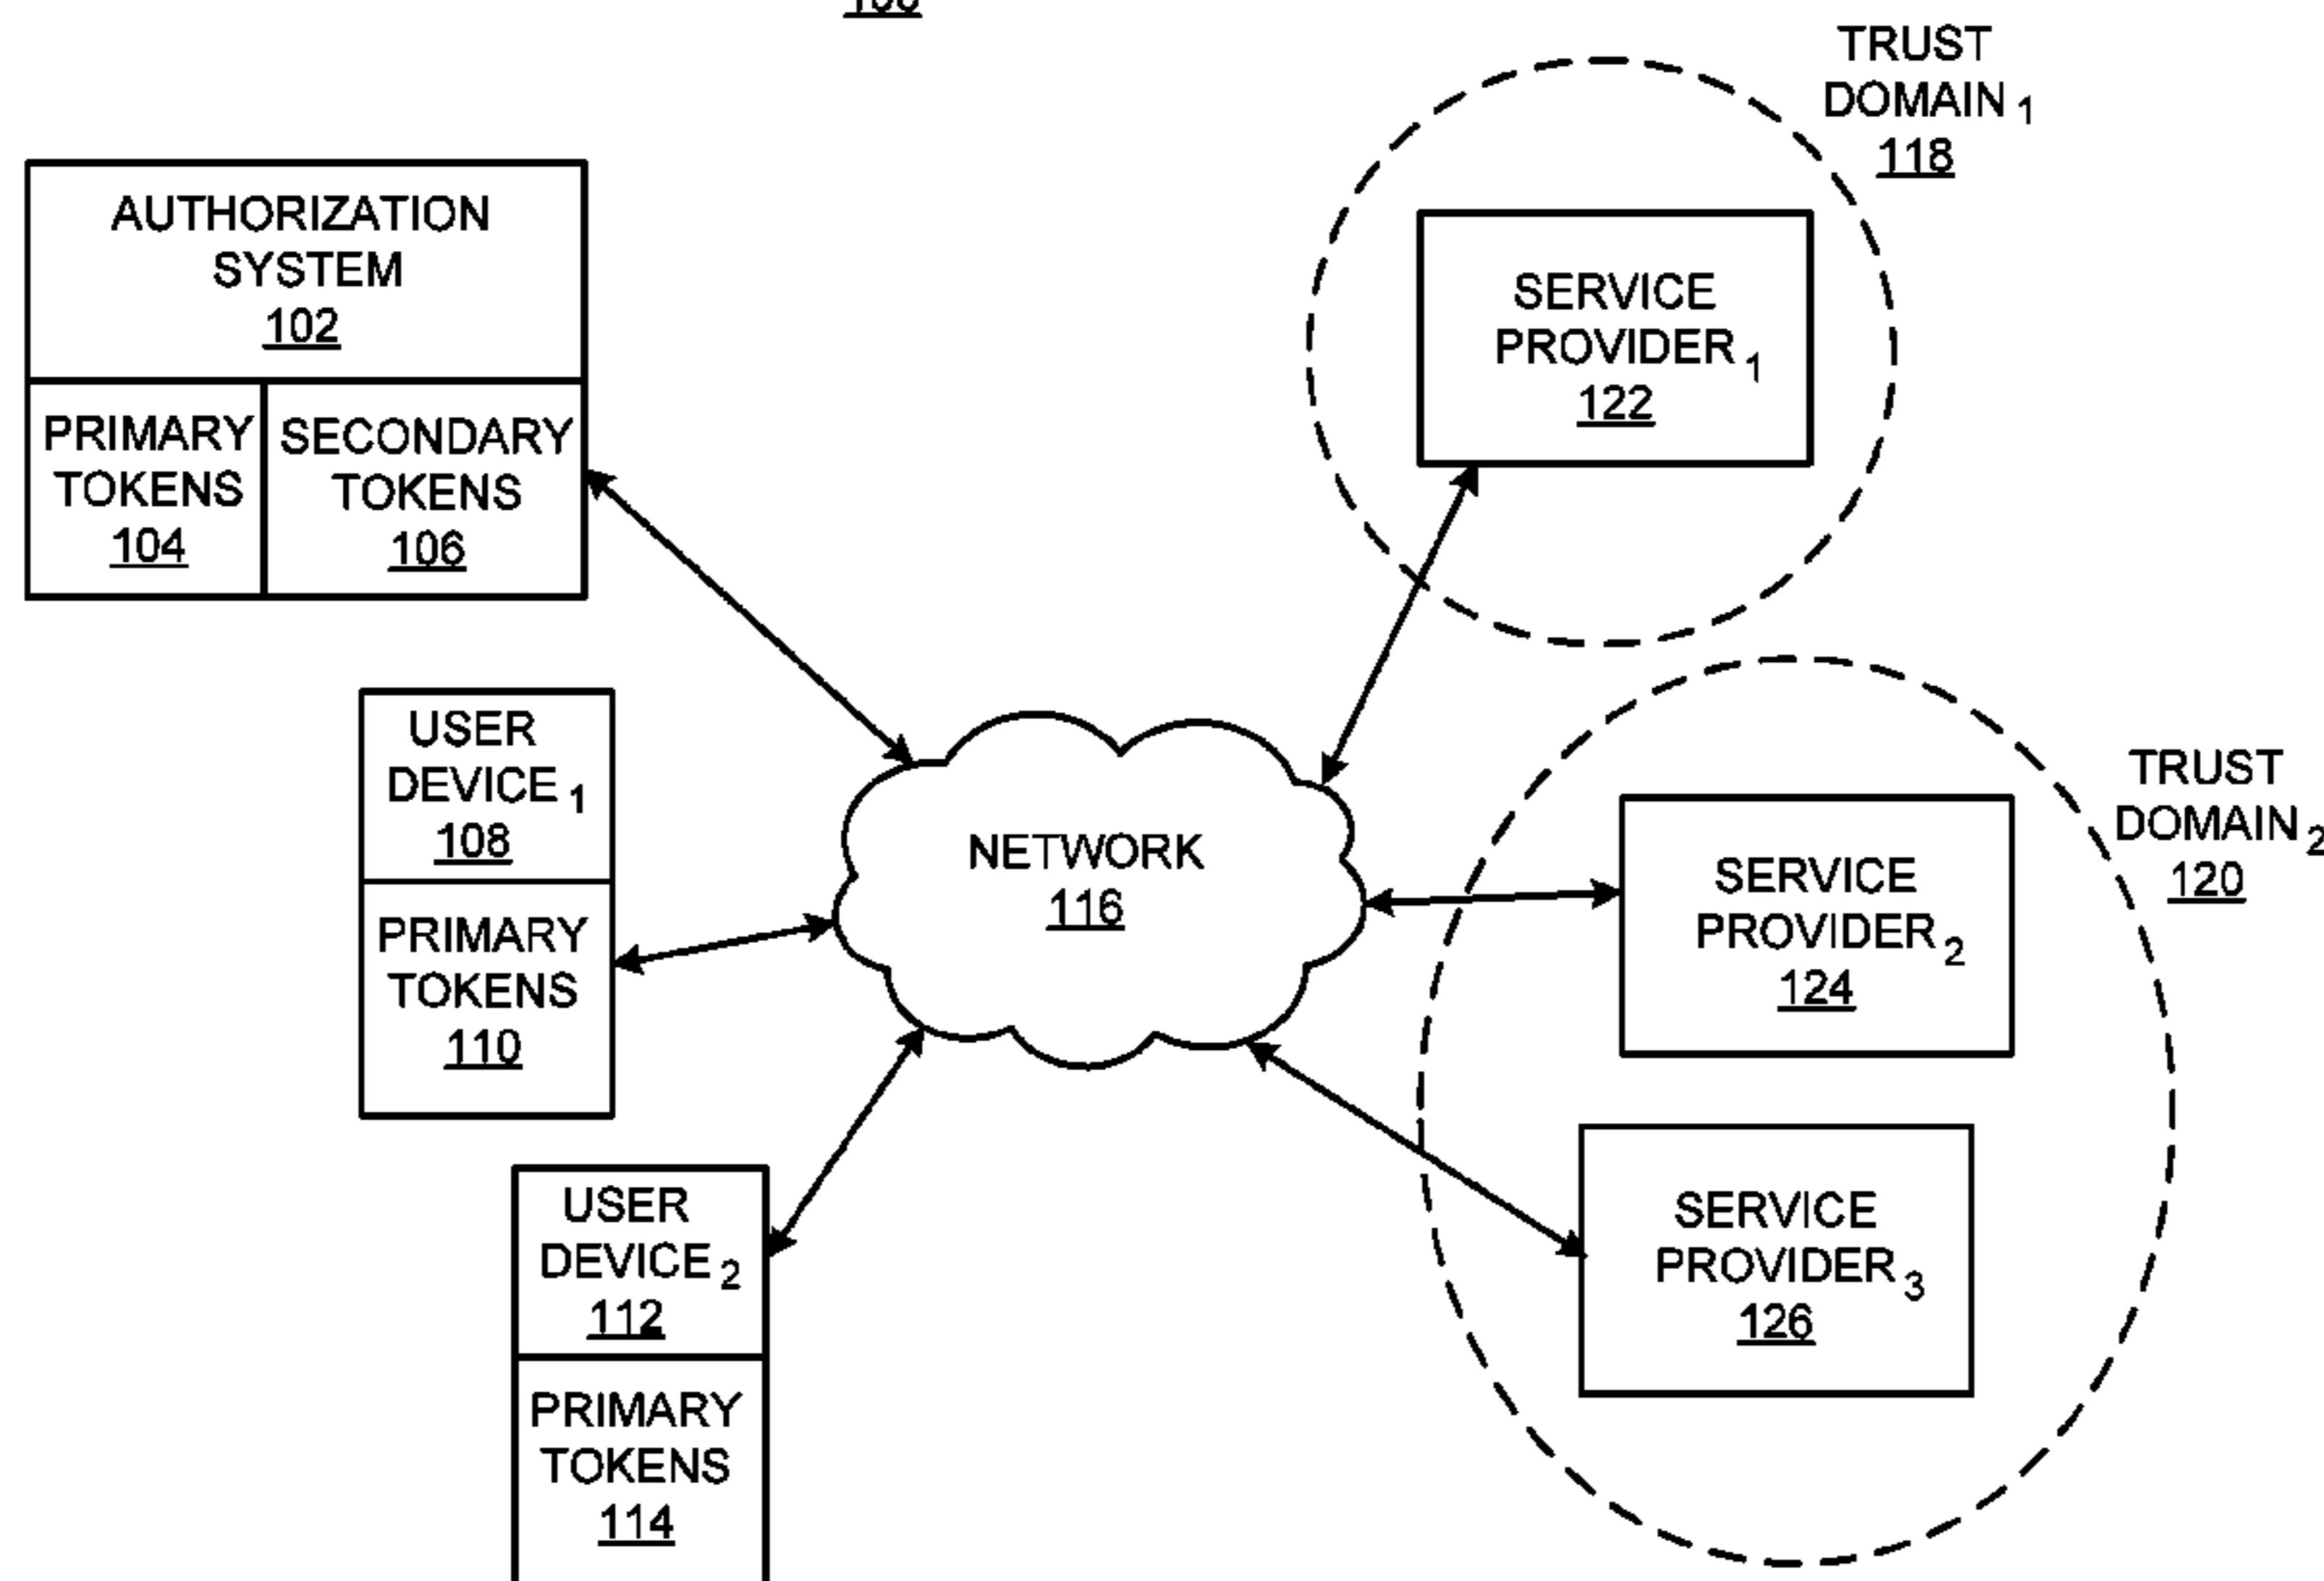 TRUST
DOMAIN 1
118
AUTHORIZATION
SYSTEM
102
PRIMARY
TOKENS
104
SECONDARY
TOKENS
106
SERVICE
PROVIDER 1
122
USER
DEVICE 1
108
PRIMARY
TOKENS
110
NETWORK
116
TRUST
DOMAIN 2
120
SERVICE
PROVIDER 2
124
USER
DEVICE 2
112
PRIMARY
TOKENS
114
SERVICE
PROVIDER 3
126